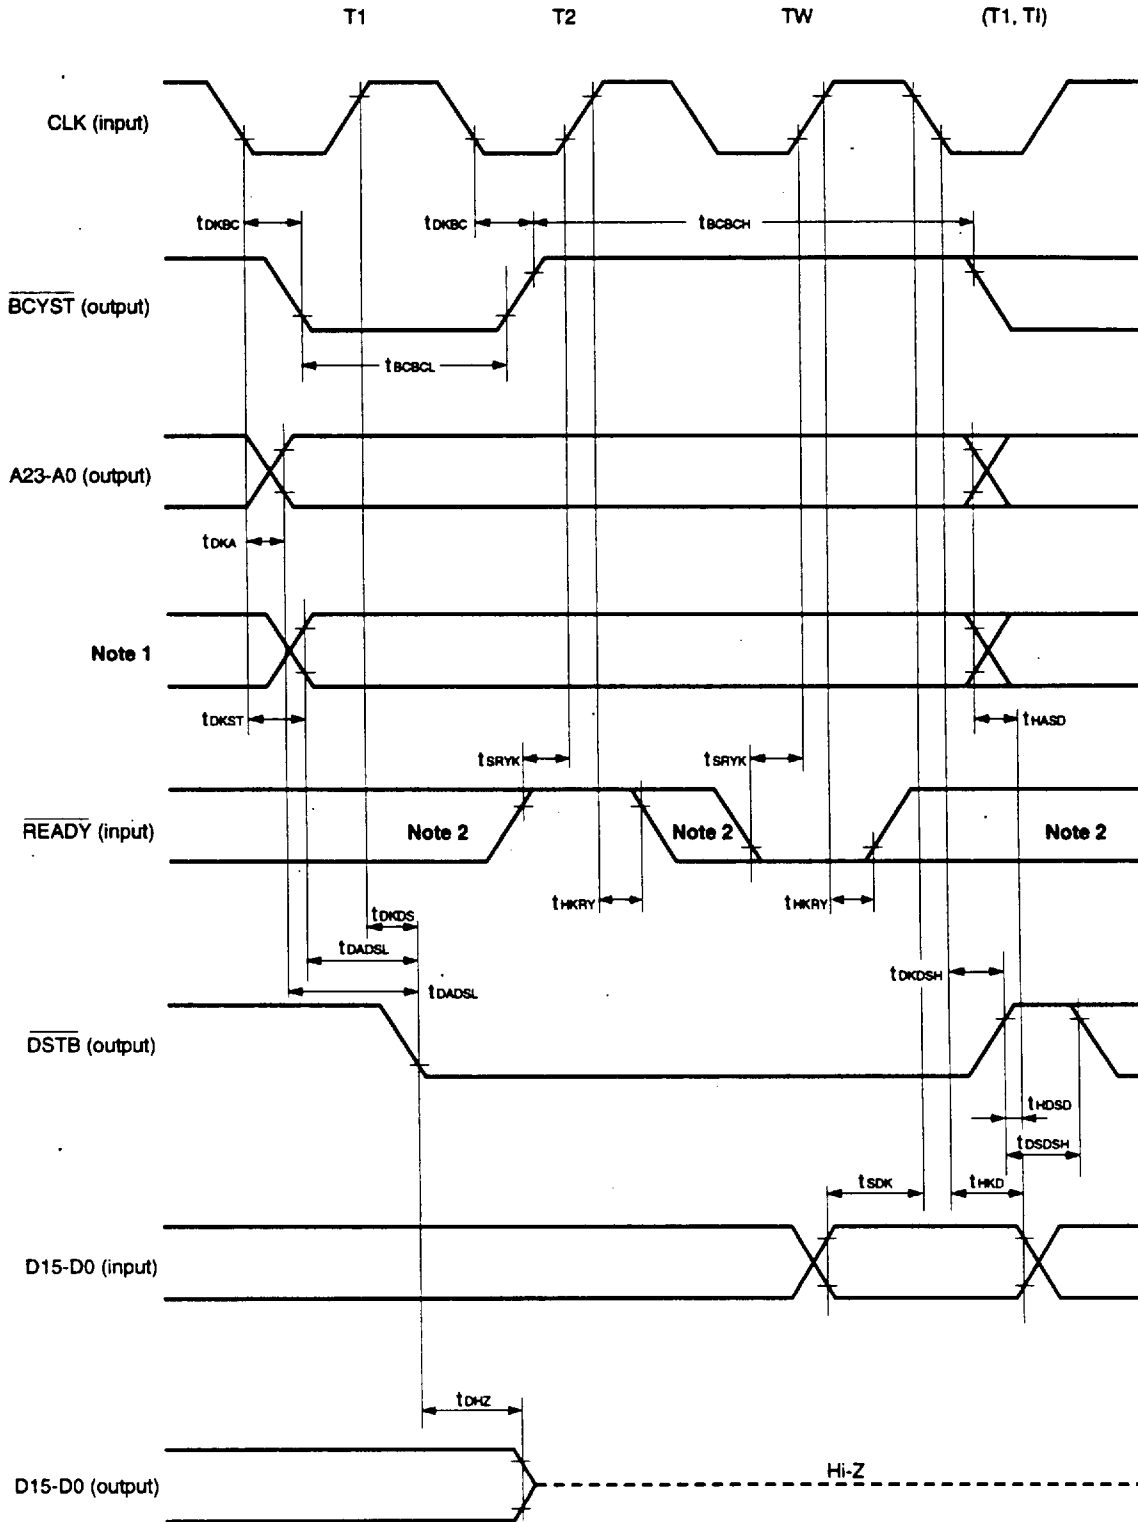 T1 T2 TW (T1, TI)
CLK (input)
tDKBC tDKBC tBCBCH
BCYST (output)
tBCBCL
A23-A0 (output)
tDKA
Note 1
tDKST tHASD
tSRYK tSRYK
READY (input) Note 2 Note 2 Note 2
tHKRY tHKRY
tDKDS
tDADSL tDKDSH
tDADSL
DSTB (output)
tHDSD
tDSDSH
tSDK tHKD
D15-D0 (input)
tDHZ
Hi-Z
D15-D0 (output)